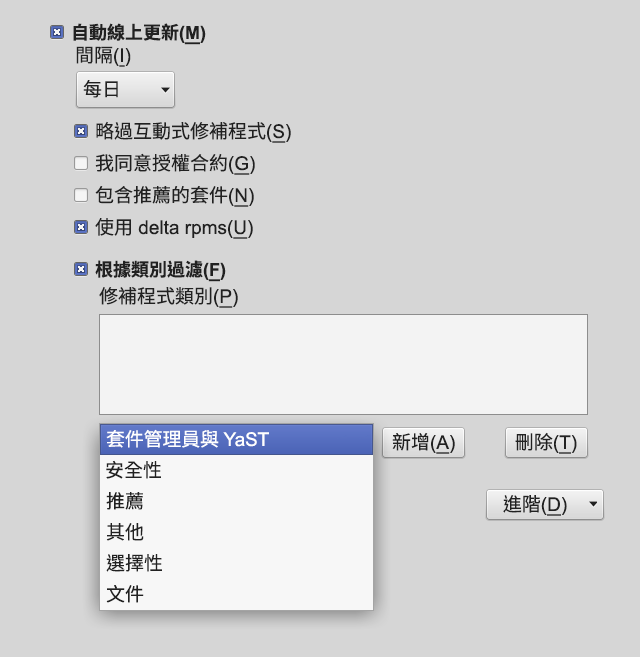 自動線上更新(M)
間隔(I)
每日
略過互動式修補程式(S)
我同意授權合約(G)
包含推薦的套件(N)
使用 delta rpms(U)
根據類別過濾(F)
修補程式類別(P)
套件管理員與 YaST
新增(A)
刪除(T)
安全性
推薦
進階(D)
其他
選擇性
文件